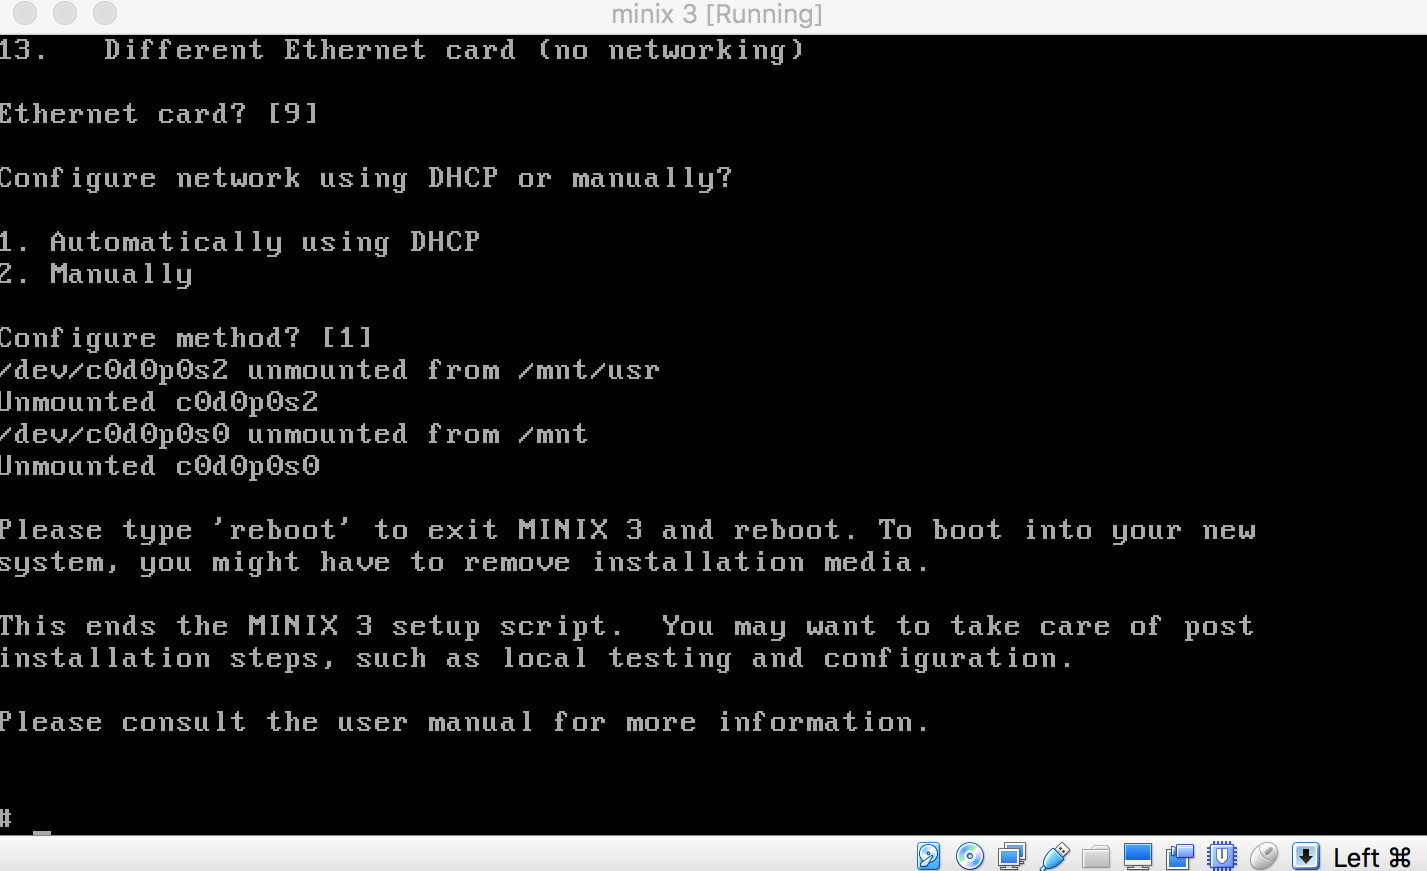 minix 3 [Running]
13.   Different Ethernet card (no networking)
Ethernet card? [9]
Configure network using DHCP or manually?
1. Automatically using DHCP
2. Manually
Configure method? [1]
/dev/c0d0p0s2 unmounted from /mnt/usr
Unmounted c0d0p0s2
/dev/c0d0p0s0 unmounted from /mnt
Unmounted c0d0p0s0
Please type 'reboot' to exit MINIX 3 and reboot. To boot into your new
system, you might have to remove installation media.
This ends the MINIX 3 setup script.  You may want to take care of post
installation steps, such as local testing and configuration.
Please consult the user manual for more information.
# _
Left ⌘